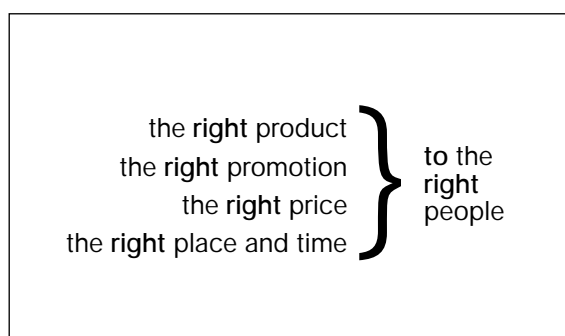 the right product
the right promotion
the right price
the right place and time
to the
right
people